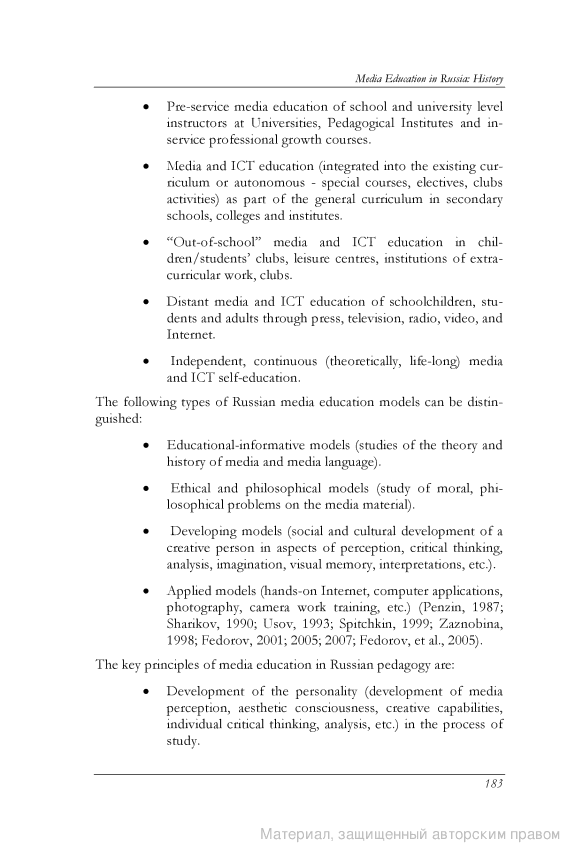 Media Education in Russia: History
• Pre-service media education of school and university level
instructors at Universities, Pedagogical Institutes and in-
service professional growth courses.
• Media and ICT education (integrated into the existing cur-
riculum or autonomous - special courses, electives, clubs
activities) as part of the general curriculum in secondary
schools, colleges and institutes.
• “Out-of-school” media and ICT education in chil-
dren/students’ clubs, leisure centres, institutions of extra-
curricular work, clubs.
• Distant media and ICT education of schoolchildren, stu-
dents and adults through press, television, radio, video, and
Internet.
• Independent, continuous (theoretically, life-long) media
and ICT self-education.
The following types of Russian media education models can be distin-
guished:
• Educational-informative models (studies of the theory and
history of media and media language).
• Ethical and philosophical models (study of moral, phi-
losophical problems on the media material).
• Developing models (social and cultural development of a
creative person in aspects of perception, critical thinking,
analysis, imagination, visual memory, interpretations, etc.).
• Applied models (hands-on Internet, computer applications,
photography, camera work training, etc.) (Penzin, 1987;
Sharikov, 1990; Usov, 1993; Spitchkin, 1999; Zaznobina,
1998; Fedorov, 2001; 2005; 2007; Fedorov, et al., 2005).
The key principles of media education in Russian pedagogy are:
• Development of the personality (development of media
perception, aesthetic consciousness, creative capabilities,
individual critical thinking, analysis, etc.) in the process of
study.
183
Материал, защищенный авторским правом